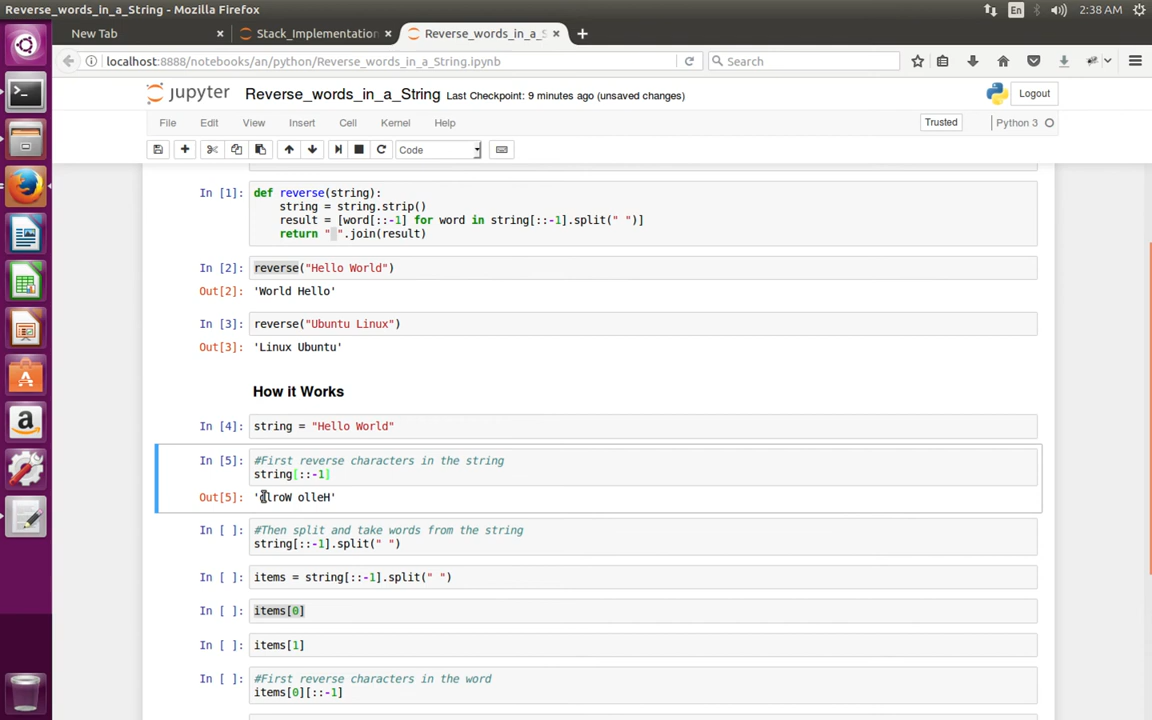 Reverse_words_in_a_String - Mozilla Firefox
En
2:38 AM
New Tab
Stack_Implementation
Reverse_words_in_a_S
localhost:8888/notebooks/an/python/Reverse_words_in_a_String.ipynb
Search
jupyter
Reverse_words_in_a_String
Last Checkpoint: 9 minutes ago (unsaved changes)
Logout
File Edit View Insert Cell Kernel Help
Trusted
Python 3
Code
In [1]: def reverse(string):
string = string.strip()
result = [word[::-1] for word in string[::-1].split(" ")]
return " ".join(result)
In [2]: reverse("Hello World")
Out[2]: 'World Hello'
In [3]: reverse("Ubuntu Linux")
Out[3]: 'Linux Ubuntu'
How it Works
In [4]: string = "Hello World"
In [5]: #First reverse characters in the string
string[::-1]
Out[5]: 'dlroW olleH'
In [ ]: #Then split and take words from the string
string[::-1].split(" ")
In [ ]: items = string[::-1].split(" ")
In [ ]: items[0]
In [ ]: items[1]
In [ ]: #First reverse characters in the word
items[0][::-1]